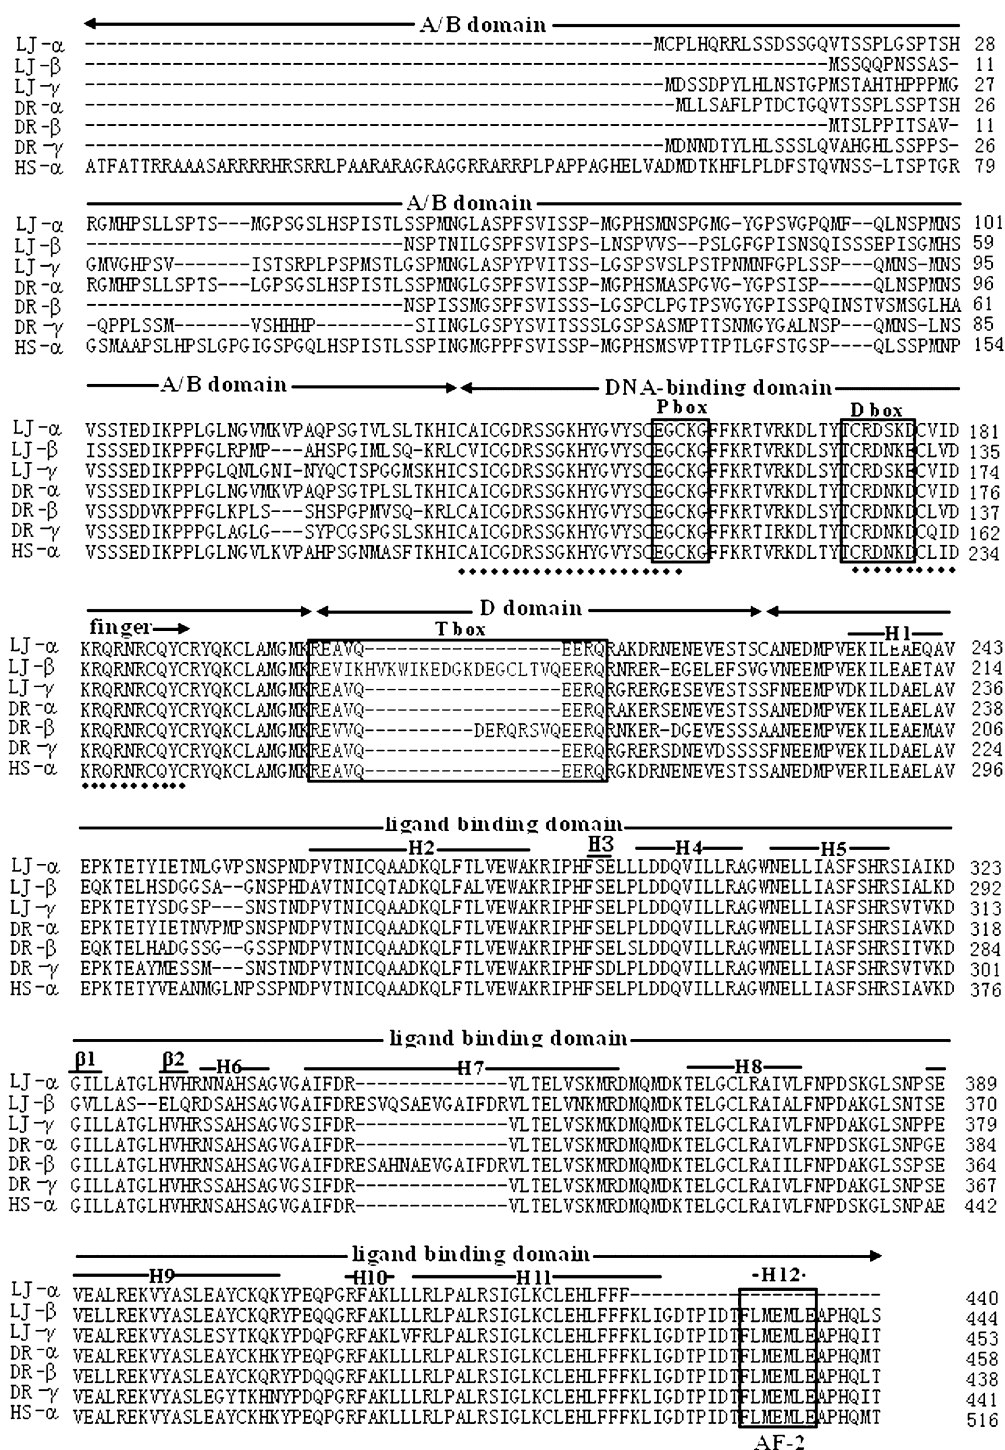 A/B domain
LJ-α ---------------------------------------------------MCPLHQRRLSSDSSGQVTSSPLGSPTSH 28
LJ-β -------------------------------------------------------------------MSSQQPNSSAS- 11
LJ-γ ----------------------------------------------------MDSSDPYLHLNSTGPMSTAHTHPPPMG 27
DR-α -----------------------------------------------------MLLSAFLPTDCTGQVTSSPLSSPTSH 26
DR-β -------------------------------------------------------------------MTSLPPITSAV- 11
DR-γ ----------------------------------------------------MDNNDTYLHLSSSLQVAHGHLSSPPS- 26
HS-α ATFATTRRAAASARRRRHRSRRLPAARARAGRAGGRRARRPLPAPPAGHELVADMDTKHFLPLDFSTQVNSS-LTSPTGR 79
A/B domain
LJ-α RGMHPSLLSPTS---MGPSGSLHSPISTLSSPMNGLASPFSVISSP-MGPHSMNSPGMG-YGPSVGPQMF--QLNSPMNS 101
LJ-β -----------------------------NSPTNILGSPFSVISPS-LNSPVVS--PSLGFGPISNSQISSSEPISGMHS 59
LJ-γ GMVGHPSV-------ISTSRPLPSPMSTLGSPMNGLASPYPVITSS-LGSPSVSLPSTPNMNFGPLSSP---QMNS-MNS 95
DR-α RGMHPSLLSPTS---LGPSGSLHSPISTLSSPMNGLASPFSVISSP-MGPHSMASPGVG-YGPSISP-----QLNSPMNS 96
DR-β -----------------------------NSPISSMGSPFSVISSS-LGSPCLPGTPSVGYGPISSPQINSTVSMSGLHA 61
DR-γ -QPPLSSM-------VSHHHP--------SIINGLGSPYSVITSSSLGSPSASMPTTSNMGYGALNSP---QMNS-LNS 85
HS-α GSMAAPSLHPSLGPGIGSPGQLHSPISTLSSPINGMGPPFSVISSP-MGPHSMSVPTTPTLGFSTGSP---QLSSPMNP 154
A/B domain DNA-binding domain
P box D box
LJ-α VSSTEDIKPPLGLNGVMKVPAQPSGTVLSLTKHICAICGDRSSGKHYGVYSCEGCKGFFKRTVRKDLTYTCRDSKDCVID 181
LJ-β ISSSEDIKPPLGLRPMP---AHSPGIMLSQ-KRLCVICGDRSSGKHYGVYSCEGCKGFFKRTVRKDLTYTCRDNKECLVD 135
LJ-γ VSSSEDIKPPPGLQNLGNI-NYQCTSPGGMSKHICAICGDRSSGKHYGVYSCEGCKGFFKRTVRKDLTYTCRDSKDCVID 174
DR-α VSSSEDIKPPPGLNGVMKVPAQPSGTPLSLTKHICAICGDRSSGKHYGVYSCEGCKGFFKRTVRKDLTYTCRDNKDCVID 176
DR-β VSSSDDVKPPFGLKPLS---SHSPGPMVSQ-KRLCAICGDRSSGKHYGVYSCEGCKGFFKRTVRKDLTYTCRDNKDCLVD 137
DR-γ VSSSEDIKPPPGLAGLG---SYPCGSPGSLSKHICAICGDRSSGKHYGVYSCEGCKGFFKRTIRKDLTYTCRDNKDCQID 162
HS-α VSSSEDIKPPLGLNGVLKVPAHPSGNMASFTKHICAICGDRSSGKHYGVYSCEGCKGFFKRTVRKDLTYTCRDNKDCLID 234
D domain
finger T box H1
LJ-α KRQRNRCQYCRYQKCLAMGMKREAVQ------------------EERQRAKDRNENEVESTSCANEDMPVEKILEAEQAV 243
LJ-β KRQRNRCQYCRYQKCLAMGMKREVIKHVKWIKEDGKDEGCLTVQEERQRNRER-EGELEFSVGVNEEMPVEKILEAETAV 214
LJ-γ KRQRNRCQYCRYQKCLAMGMKREAVQ------------------EERQRGRERGESEVESTSSFNEEMPVDKILDAELAV 236
DR-α KRQRNRCQYCRYQKCLAMGMKREAVQ------------------EERQRAKERSENEVESTSSANEDMPVEKILEAELAV 238
DR-β KRQRNRCQYCRYQKCLAMGMKREVVQ----------DERQRSVQEERQRNKER-DGEVESSSAANEEMPVEKILEAEMAV 206
DR-γ KRQRNRCQYCRYQKCLAMGMKREAVQ------------------EERQRGRERSDNEVDSSSSFNEEMPVEKILDAELAV 224
HS-α KRQRNRCQYCRYQKCLAMGMKREAVQ------------------EERQRGKDRNENEVESTSSANEDMPVERILEAELAV 296
ligand binding domain
H2 H3 H4 H5
LJ-α EPKTETYIETNLGVPSNSPNDPVTNICQAADKQLFTLVEWAKRIPHFSELLLDDQVILLRAGWNELLIASFSHRSIAIKD 323
LJ-β EQKTELHSDGGSA--GNSPHDAVTNICQTADKQLFALVEWAKRIPHFSELPLDDQVILLRAGWNELLIASFSHRSIALKD 292
LJ-γ EPKTETYSDGSP---SNSTNDPVTNICQAADKQLFTLVEWAKRIPHFSELPLDDQVILLRAGWNELLIASFSHRSVTVKD 313
DR-α EPKTETYIETNVPMPSNSPNDPVTNICQAADKQLFTLVEWAKRIPHFSELPLDDQVILLRAGWNELLIASFSHRSIAVKD 318
DR-β EQKTELHADGSSG--GSSPNDPVTNICQAADKQLFTLVEWAKRIPHFSELSLDDQVILLRAGWNELLIASFSHRSITVKD 284
DR-γ EPKTEAYMESSM---SNSTNDPVTNICQAADKQLFTLVEWAKRIPHFSDLPLDDQVILLRAGWNELLIASFSHRSVTVKD 301
HS-α EPKTETYVEANMGLNPSSPNDPVTNICQAADKQLFTLVEWAKRIPHFSELPLDDQVILLRAGWNELLIASFSHRSIAVKD 376
ligand binding domain
β1 β2 H6 H7 H8
LJ-α GILLATGLHVHRNNAHSAGVGAIFDR--------------VLTELVSKMRDMQMDKTELGCLRAIVLFNPDSKGLSNPSE 389
LJ-β GVLLAS--ELQRDSAHSAGVGAIFDRESVQSAEVGAIFDRVLTELVNKMRDMQMDKTELGCLRAIALFNPDAKGLSNTSE 370
LJ-γ GILLATGLHVHRSSAHSAGVGSIFDR--------------VLTELVSKMKDMQMDKTELGCLRAIVLFNPDSKGLSNPPE 379
DR-α GILLATGLHVHRNSAHSAGVGAIFDR--------------VLTELVSKMRDMQMDKTELGCLRAIVLFNPDSKGLSNPGE 384
DR-β GILLATGLHVHRNSAHSAGVGAIFDRESAHNAEVGAIFDRVLTELVSKMRDMQMDKTELGCLRAIILFNPDAKGLSSPSE 364
DR-γ GILLATGLHVHRSSAHSAGVGSIFDR--------------VLTELVSKMRDMQMDKTELGCLRAIVLFNPDSKGLSNPSE 367
HS-α GILLATGLHVHRNSAHSAGVGAIFDR--------------VLTELVSKMRDMQMDKTELGCLRAIVLFNPDSKGLSNPAE 442
ligand binding domain
H9 H10 H11 -H12-
LJ-α VEALREKVYASLEAYCKQKYPEQPGRFAKLLLRLPALRSIGLKCLEHLFFF----------------------- 440
LJ-β VELLREKVYASLEAYCKQRYPEQQGRFAKLLLRLPALRSIGLKCLEHLFFFKLIGDTPIDTFLMEMLEAPHQLS 444
LJ-γ VEALREKVYASLESYTKQKYPDQPGRFAKLVFRLPALRSIGLKCLEHLFFFKLIGDTPIDTFLMEMLEAPHQIT 453
DR-α VEALREKVYASLEAYCKHKYPEQPGRFAKLLLRLPALRSIGLKCLEHLFFFKLIGDTPIDTFLMEMLEAPHQMT 458
DR-β VELLREKVYASLEAYCKQRYPDQQGRFAKLLLRLPALRSIGLKCLEHLFFFKLIGDTPIDTFLMEMLEAPHQLT 438
DR-γ VEALREKVYASLEGYTKHNYPDQPGRFAKLLLRLPALRSIGLKCLEHLFFFKLIGDTPIDTFLMEMLEAPHQIT 441
HS-α VEALREKVYASLEAYCKHKYPEQPGRFAKLLLRLPALRSIGLKCLEHLFFFKLIGDTPIDTFLMEMLEAPHQMT 516
AF-2